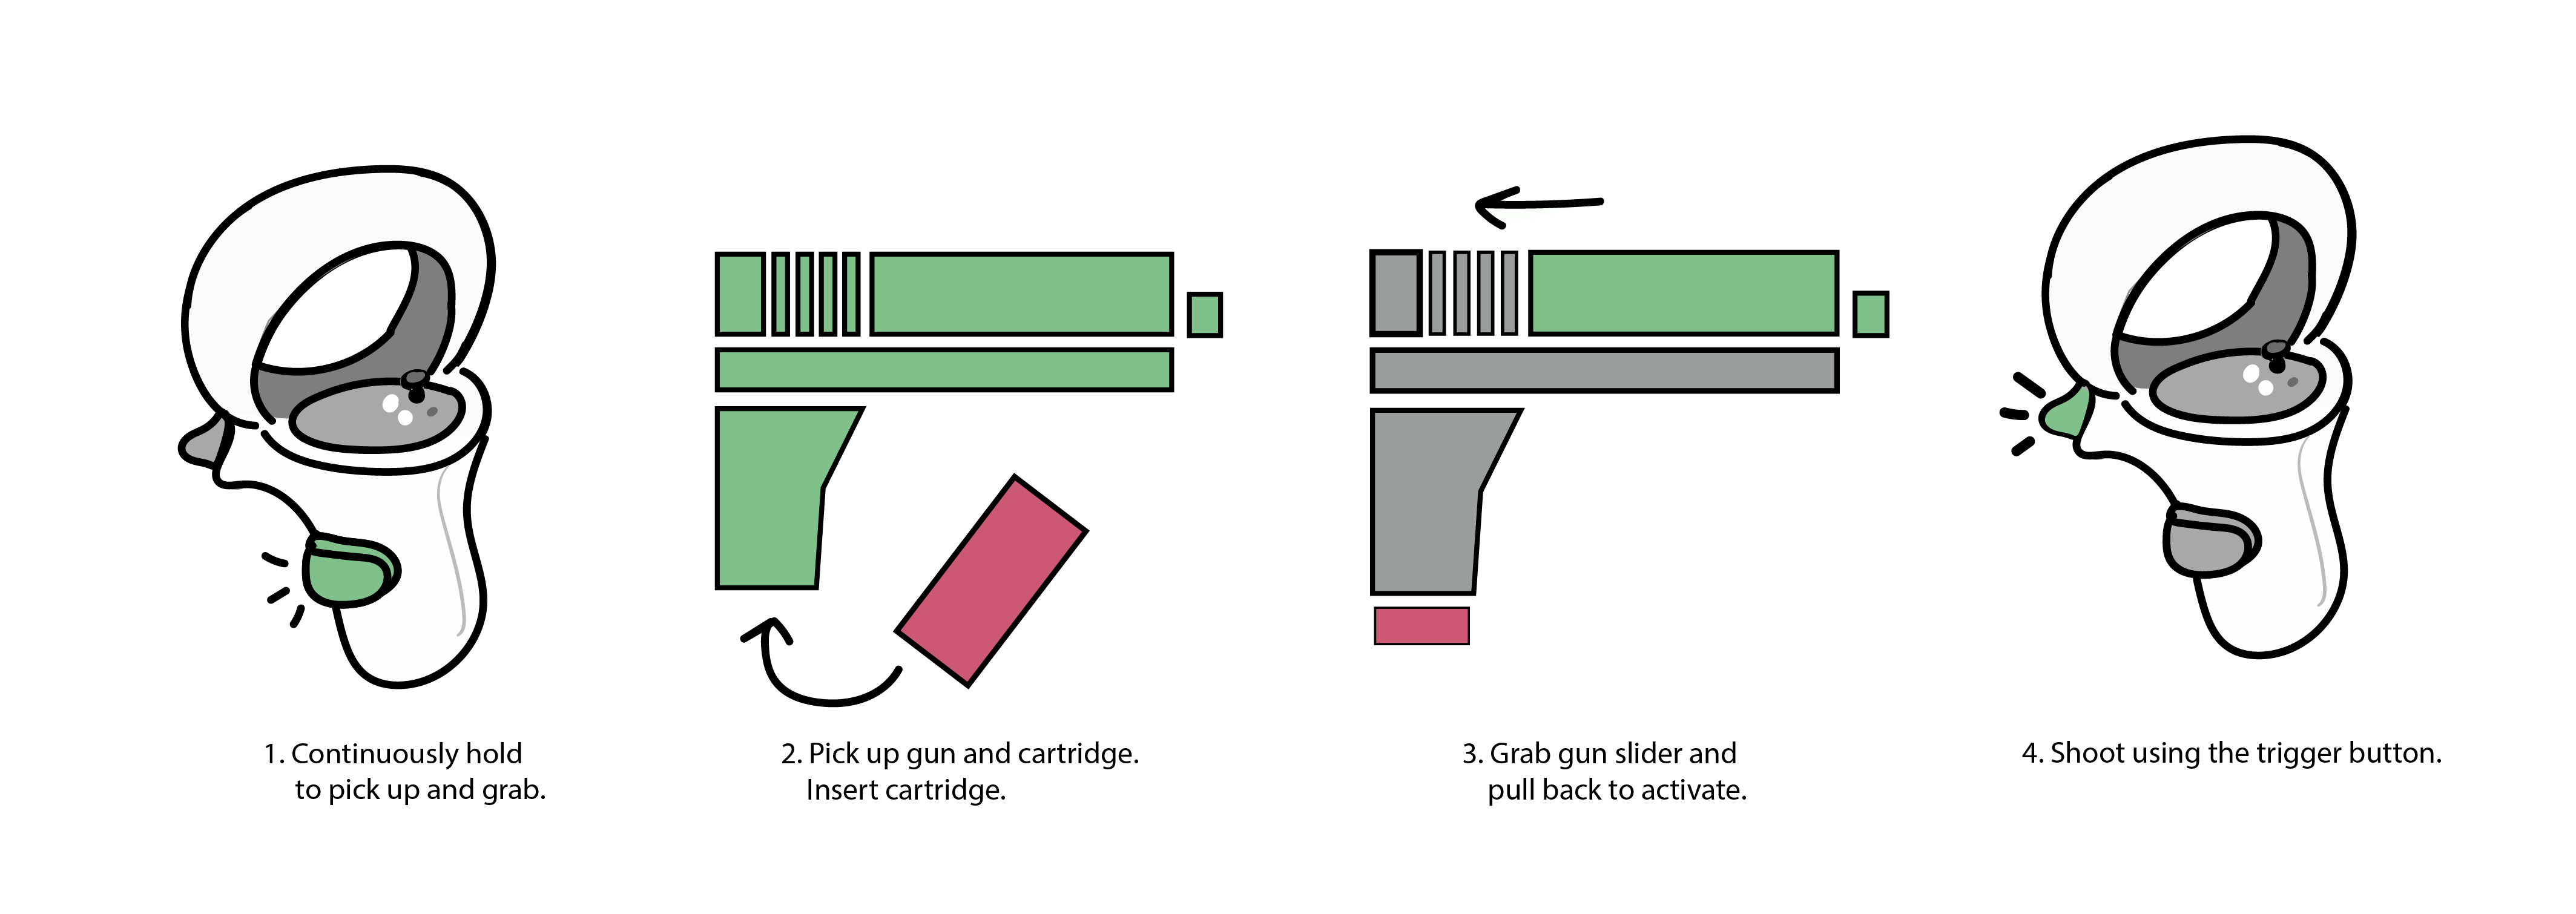 1. Continuously hold
to pick up and grab.
2. Pick up gun and cartridge.
Insert cartridge.
3. Grab gun slider and
pull back to activate.
4. Shoot using the trigger button.